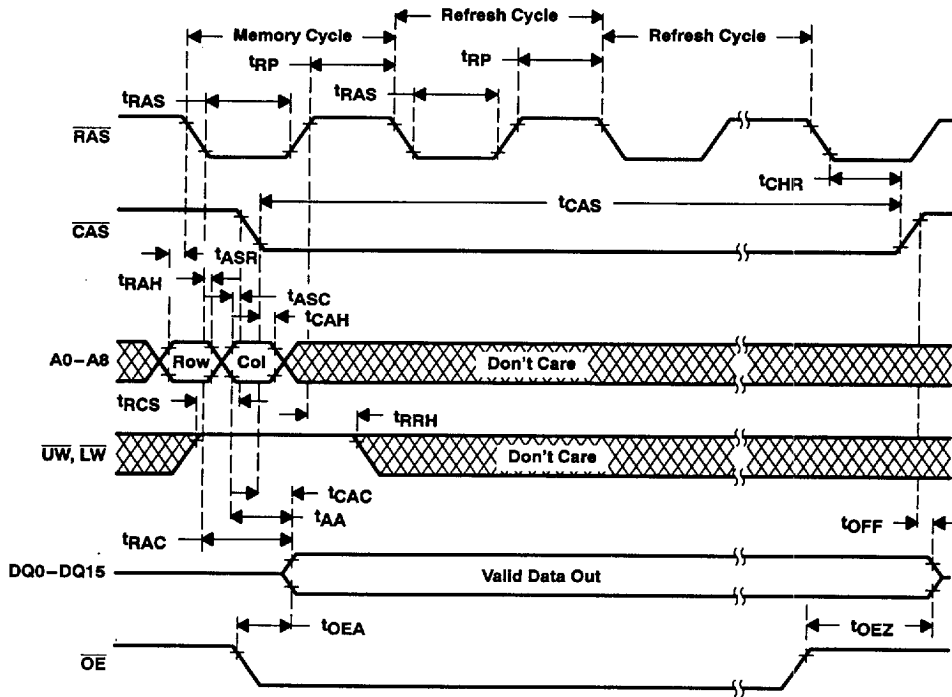 Refresh Cycle
Memory Cycle
Refresh Cycle
tRP
tRP
tRAS
tRAS
RAS
tCHR
tCAS
CAS
tASR
tRAH
tASC
tCAH
A0–A8
Row
Col
Don't Care
tRCS
tRRH
UW, LW
Don't Care
tCAC
tAA
tOFF
tRAC
DQ0–DQ15
Valid Data Out
tOEA
tOEZ
OE